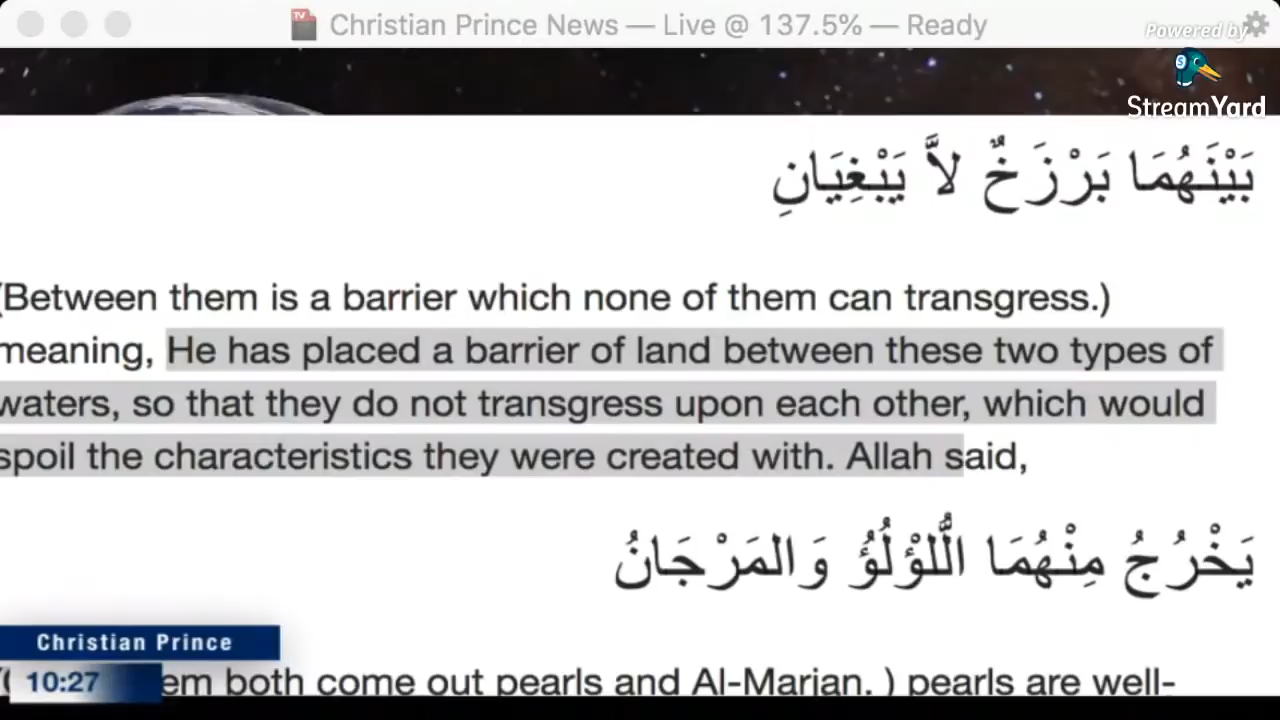 Christian Prince News — Live @ 137.5% — Ready
Powered by
StreamYard
بَيْنَهُمَا بَرْزَخٌ لاَّ يَبْغِيَانِ
(Between them is a barrier which none of them can transgress.)
meaning, He has placed a barrier of land between these two types of
waters, so that they do not transgress upon each other, which would
spoil the characteristics they were created with. Allah said,
يَخْرُجُ مِنْهُمَا الُّلؤْلُؤُ وَالمَرْجَانُ
Christian Prince
10:27
both come out pearls and Al-Marjan. ) pearls are well-